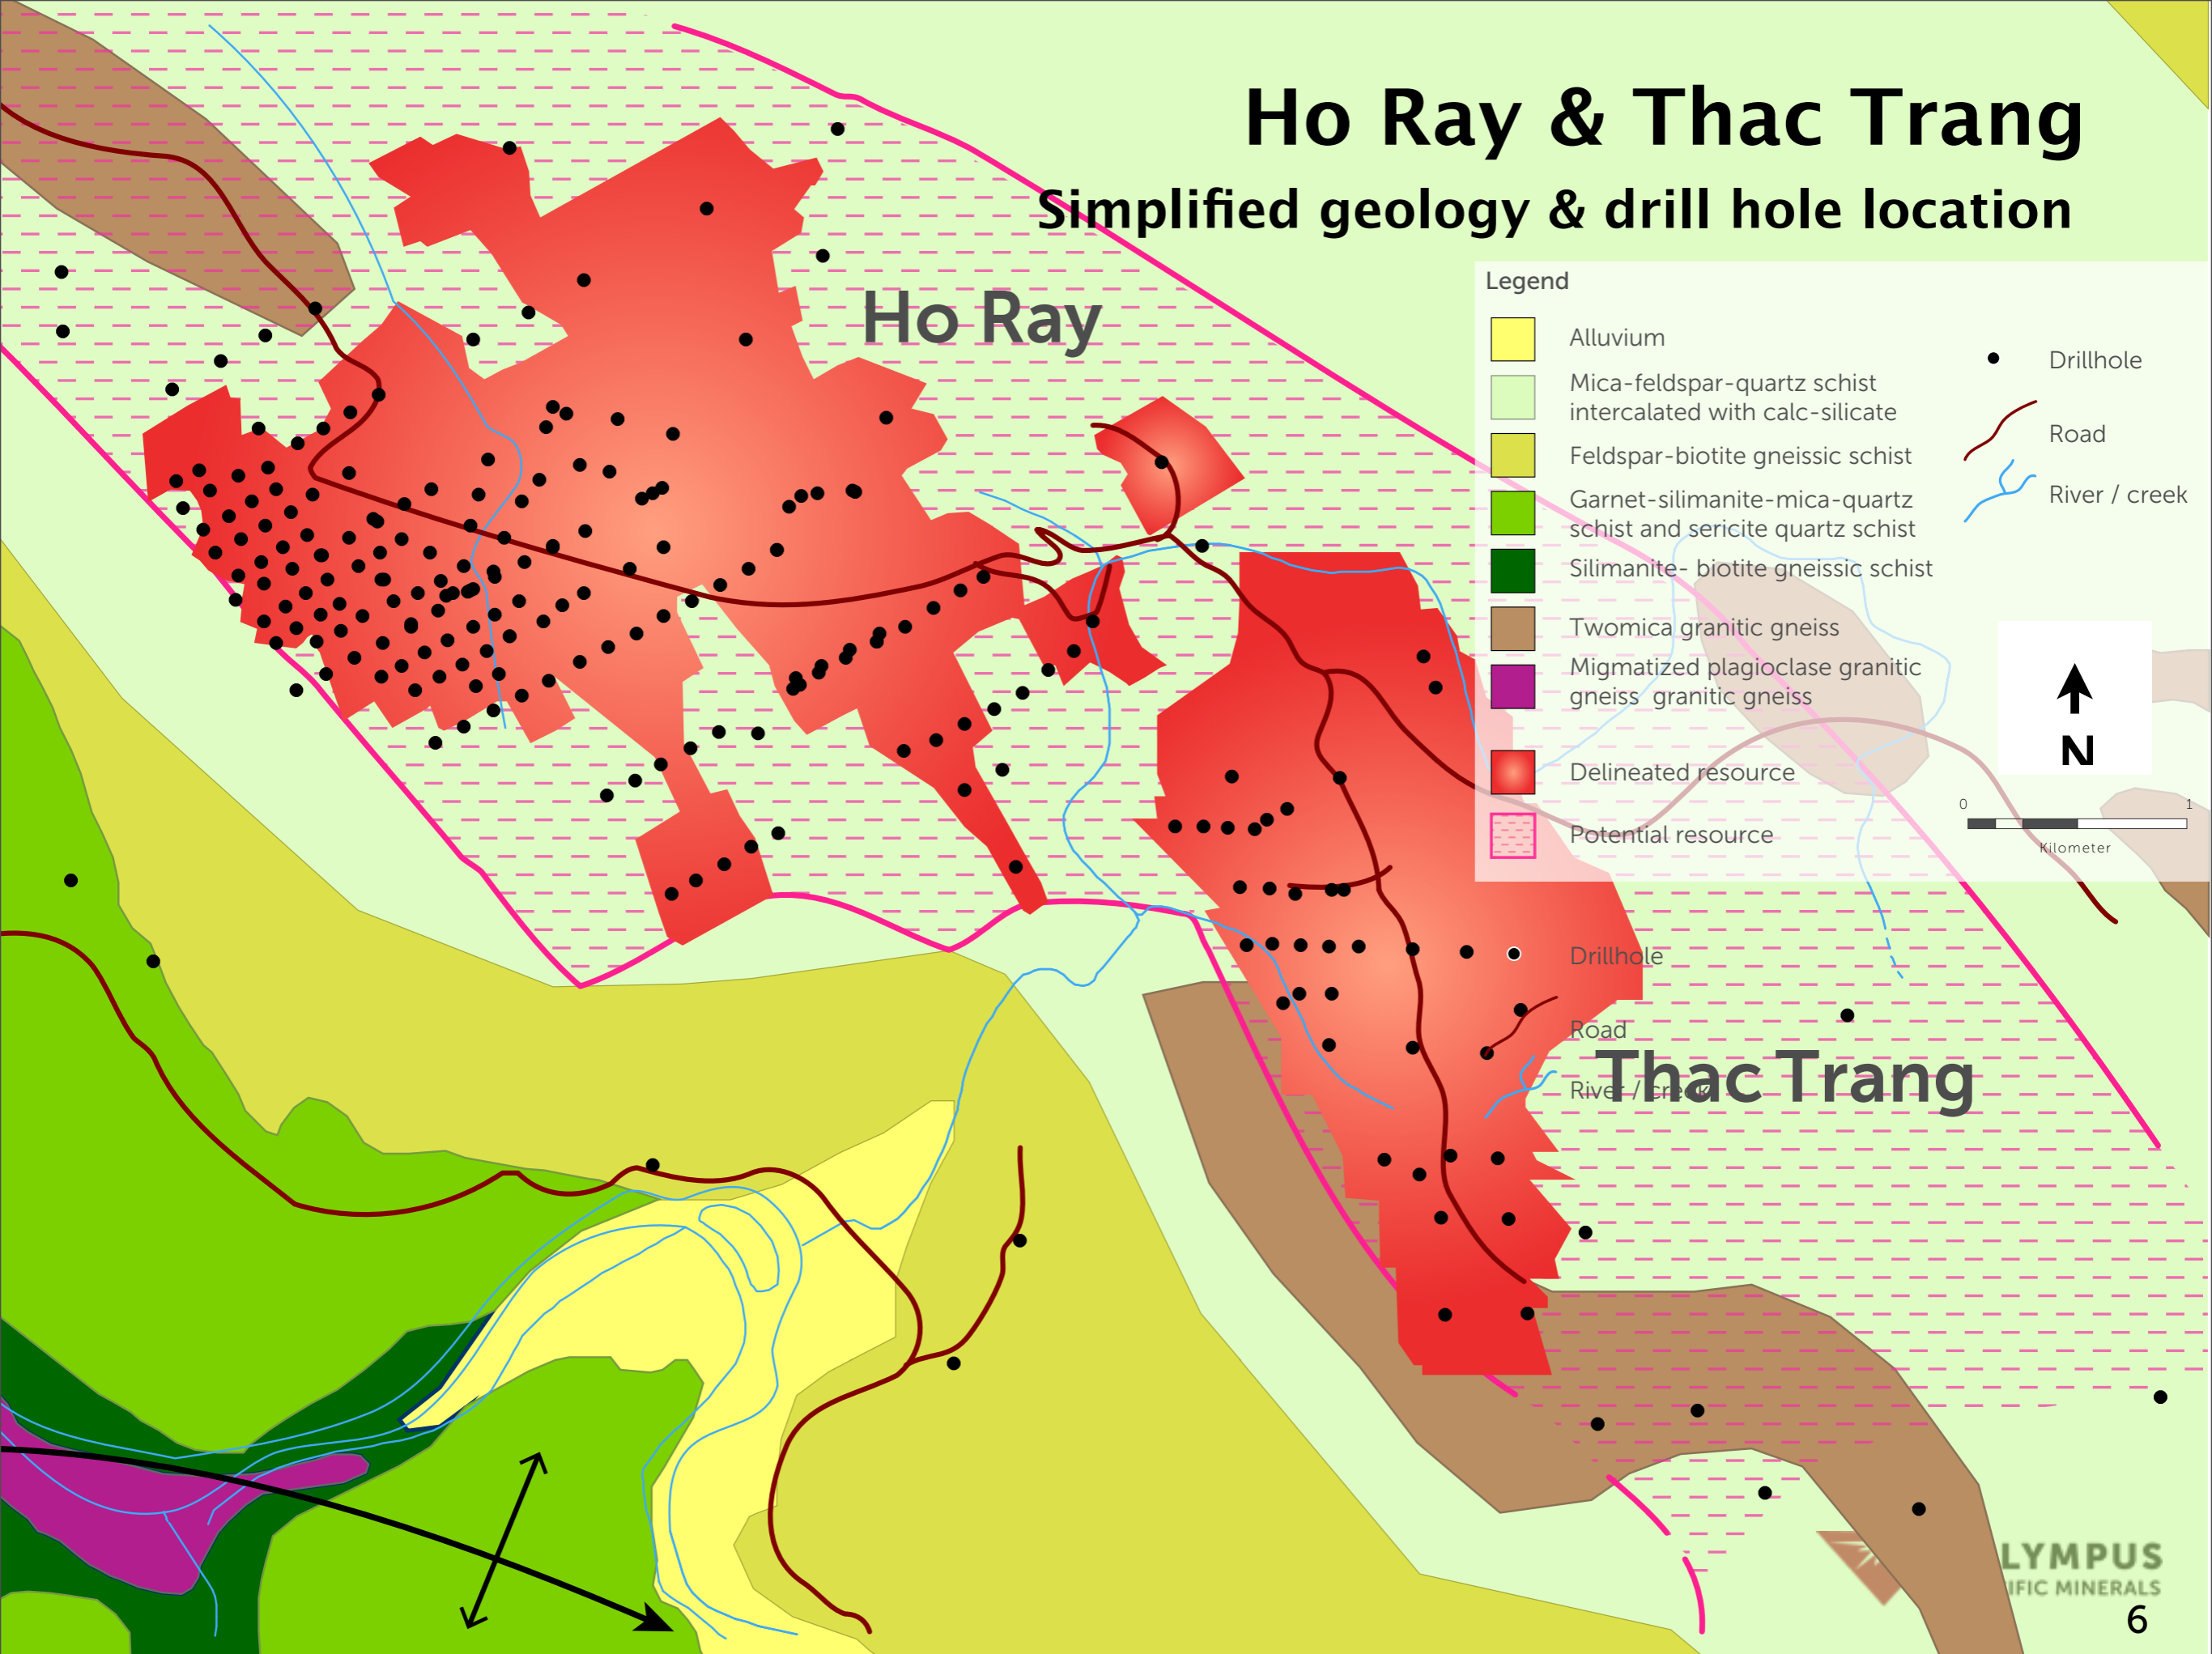 Ho Ray & Thac Trang
Simplified geology & drill hole location
Ho Ray
Legend
Alluvium
Mica-feldspar-quartz schist
intercalated with calc-silicate
Feldspar-biotite gneissic schist
Garnet-silimanite-mica-quartz
schist and sericite quartz schist
Silimanite- biotite gneissic schist
Twomica granitic gneiss
Migmatized plagioclase granitic
gneiss granitic gneiss
Delineated resource
Potential resource
Drillhole
Road
River / creek
N
0 1
Kilometer
Drillhole
Road
River / creek
Thac Trang
LYMPUS
IFIC MINERALS
6